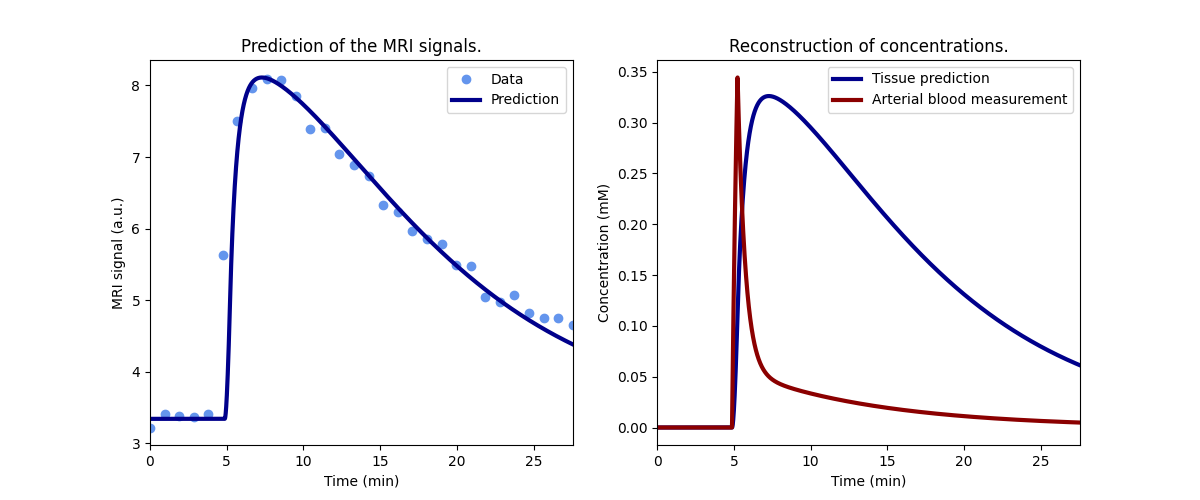 Prediction of the MRI signals.
8
7
6
5
4
3
0
5
10
15
20
25
MRI signal (a.u.)
Time (min)
Data
Prediction
Reconstruction of concentrations.
0.35
0.30
0.25
0.20
0.15
0.10
0.05
0.00
0
5
10
15
20
25
Concentration (mM)
Time (min)
Tissue prediction
Arterial blood measurement